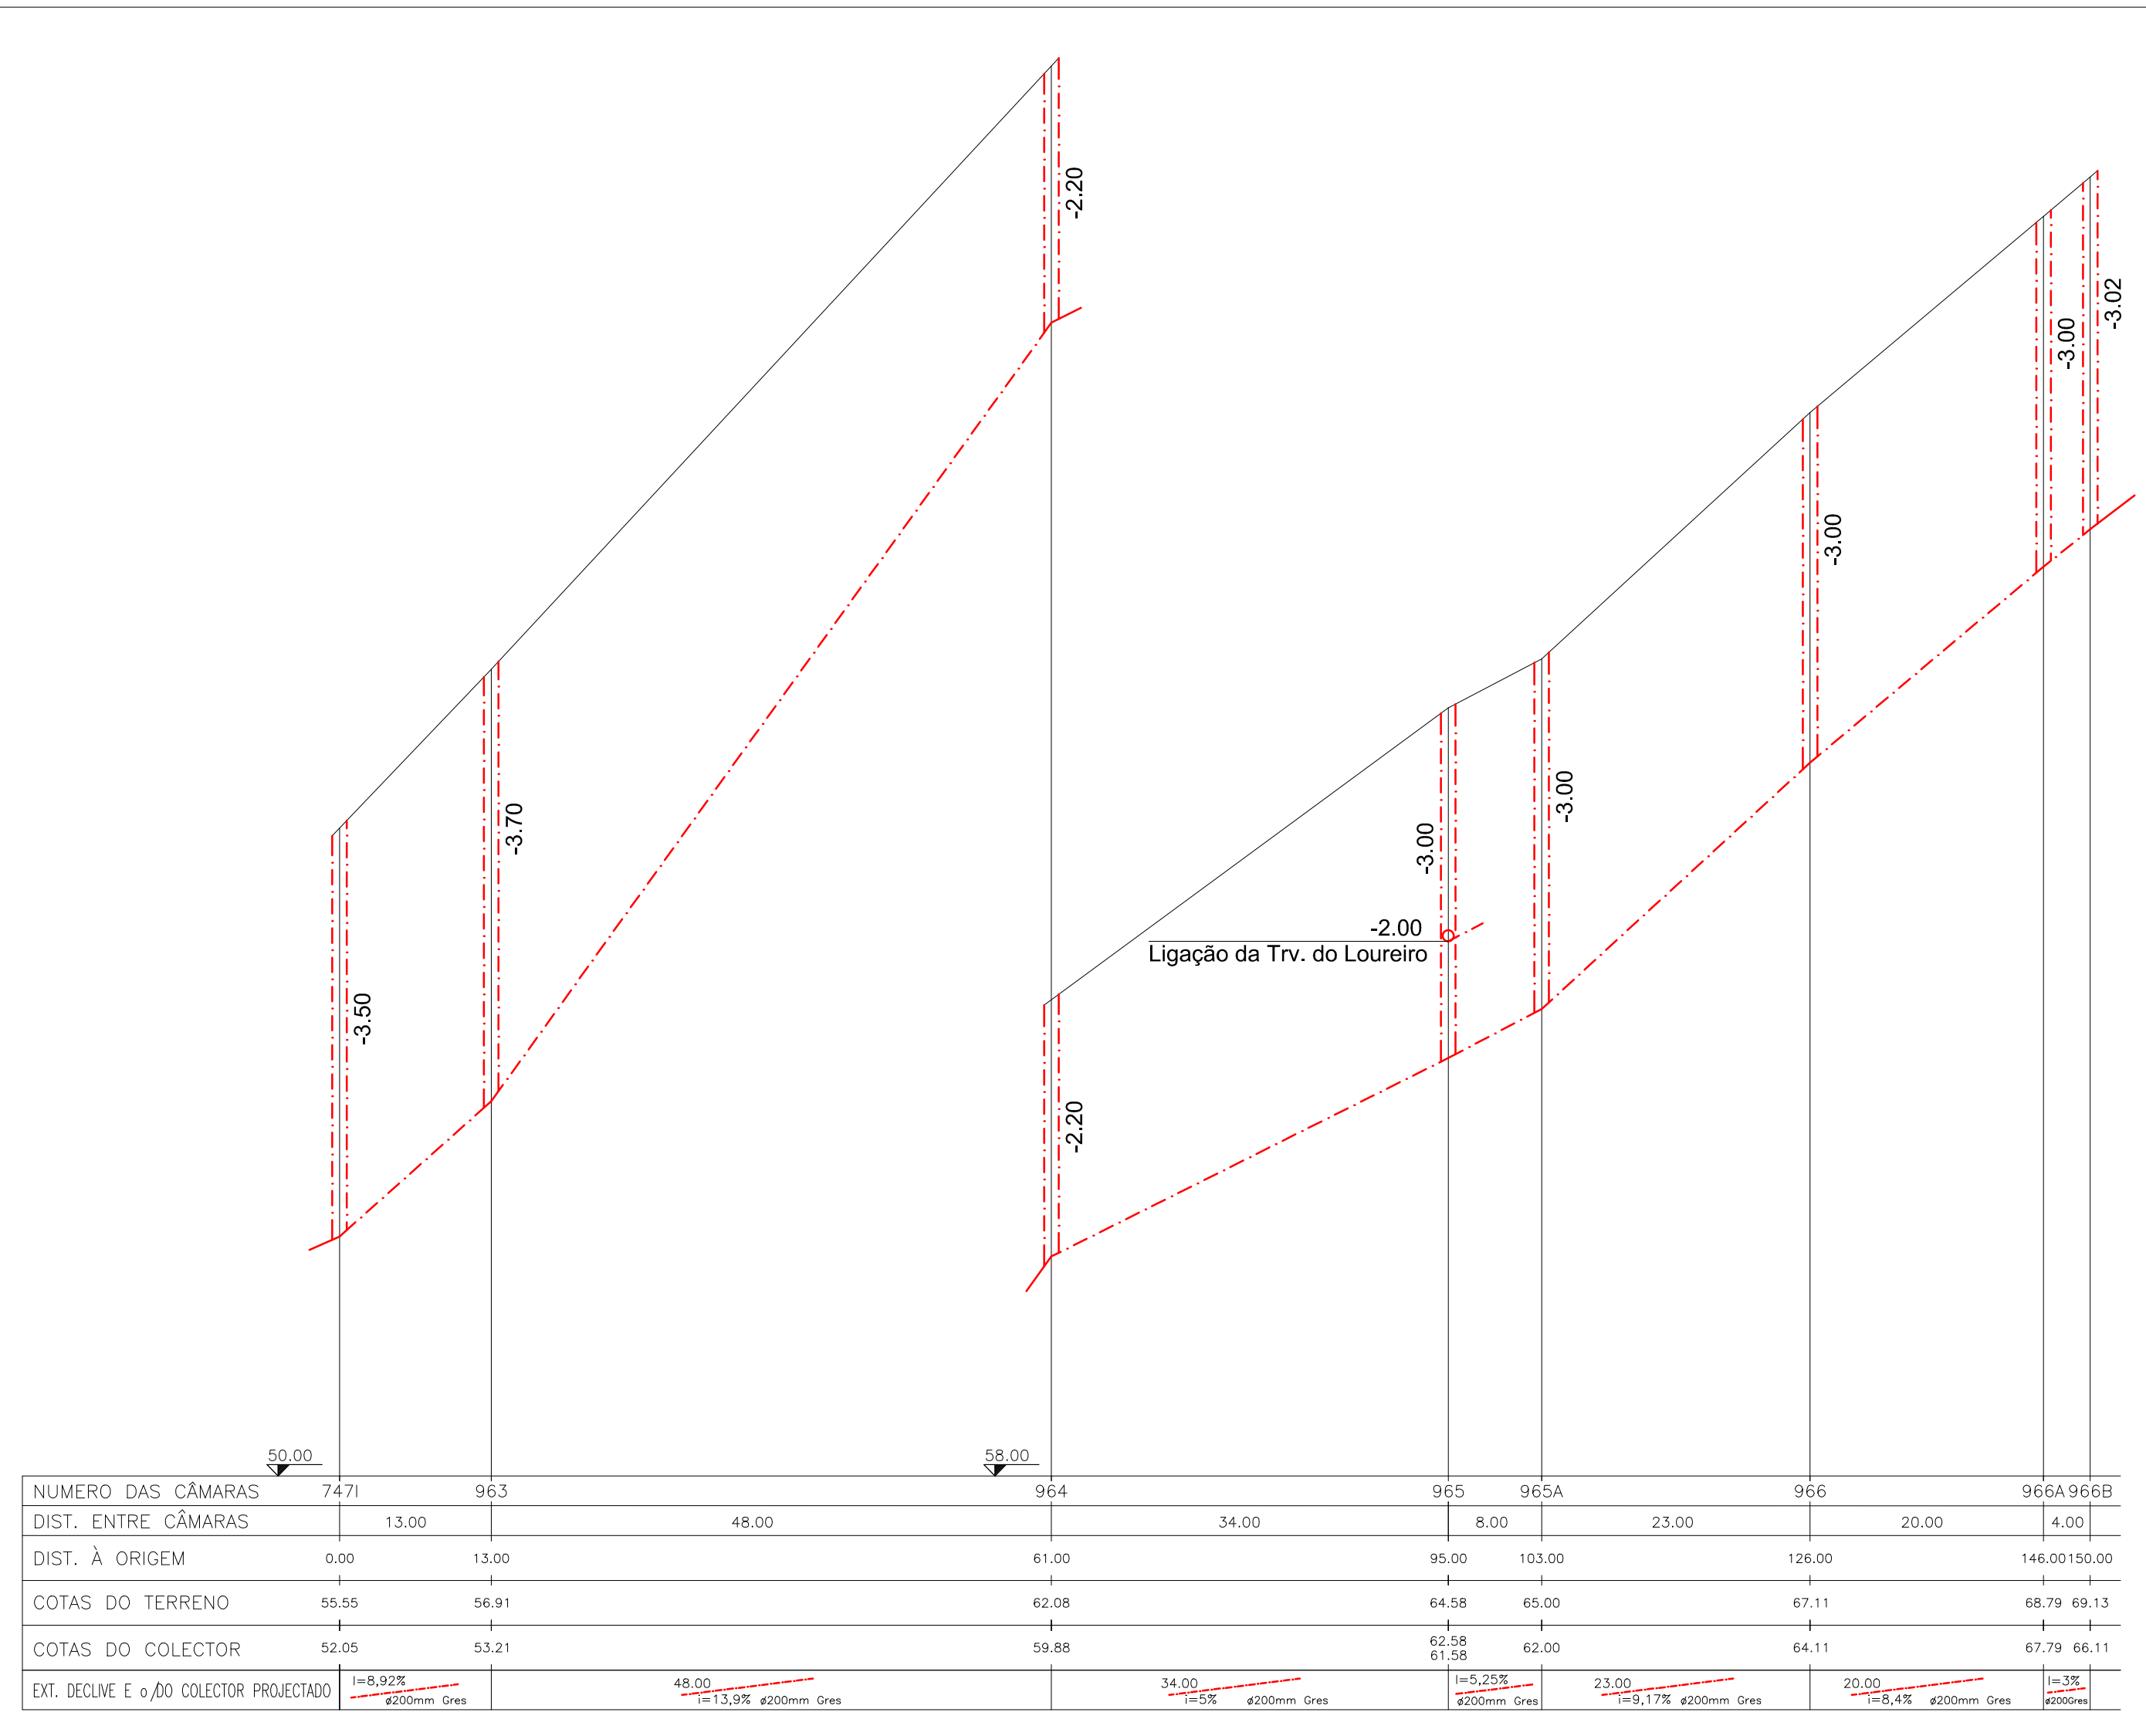 -2.20
-3.02
-3.00
-3.00
-3.70
-3.00
-3.00
-2.00
Ligação da Trv. do Loureiro
-3.50
-2.20
50.00
58.00
NUMERO DAS CÂMARAS 747I 963 964 965 965A 966 966A 966B
DIST. ENTRE CÂMARAS 13.00 48.00 34.00 8.00 23.00 20.00 4.00
DIST. À ORIGEM 0.00 13.00 61.00 95.00 103.00 126.00 146.00 150.00
COTAS DO TERRENO 55.55 56.91 62.08 64.58 65.00 67.11 68.79 69.13
COTAS DO COLECTOR 52.05 53.21 59.88 62.58 62.00 64.11 67.79 66.11
61.58
EXT. DECLIVE E o/DO COLECTOR PROJECTADO
I=8,92% 48.00 34.00 I=5,25% 23.00 20.00 I=3%
ø200mm Gres i=13,9% ø200mm Gres i=5% ø200mm Gres ø200mm Gres i=9,17% ø200mm Gres i=8,4% ø200mm Gres ø200Gres